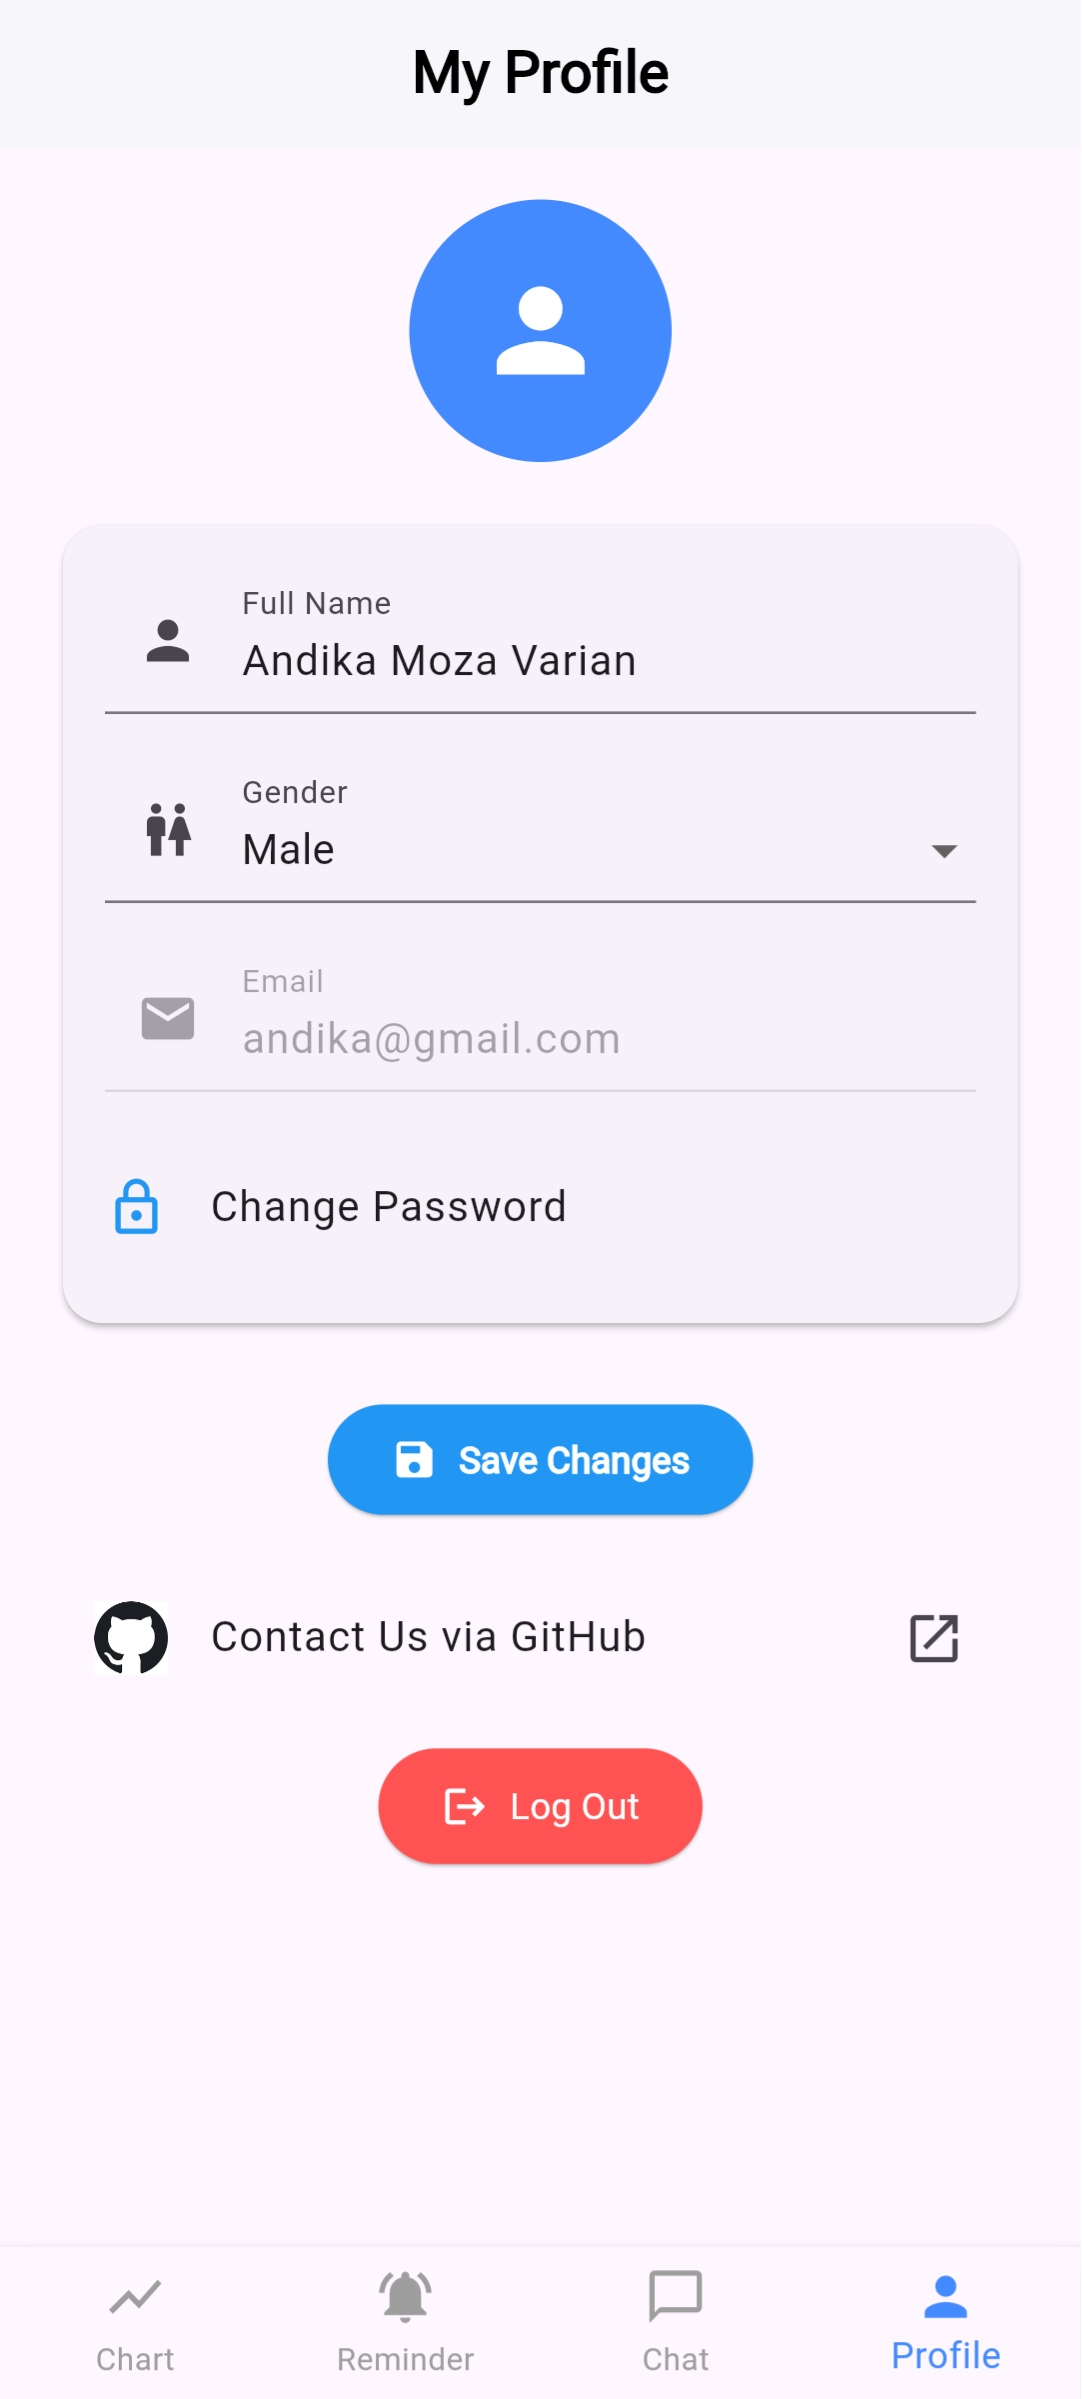 My Profile
Full Name
Andika Moza Varian
Gender
Male
Email
andika@gmail.com
Change Password
Save Changes
Contact Us via GitHub
Log Out
Chart
Reminder
Chat
Profile